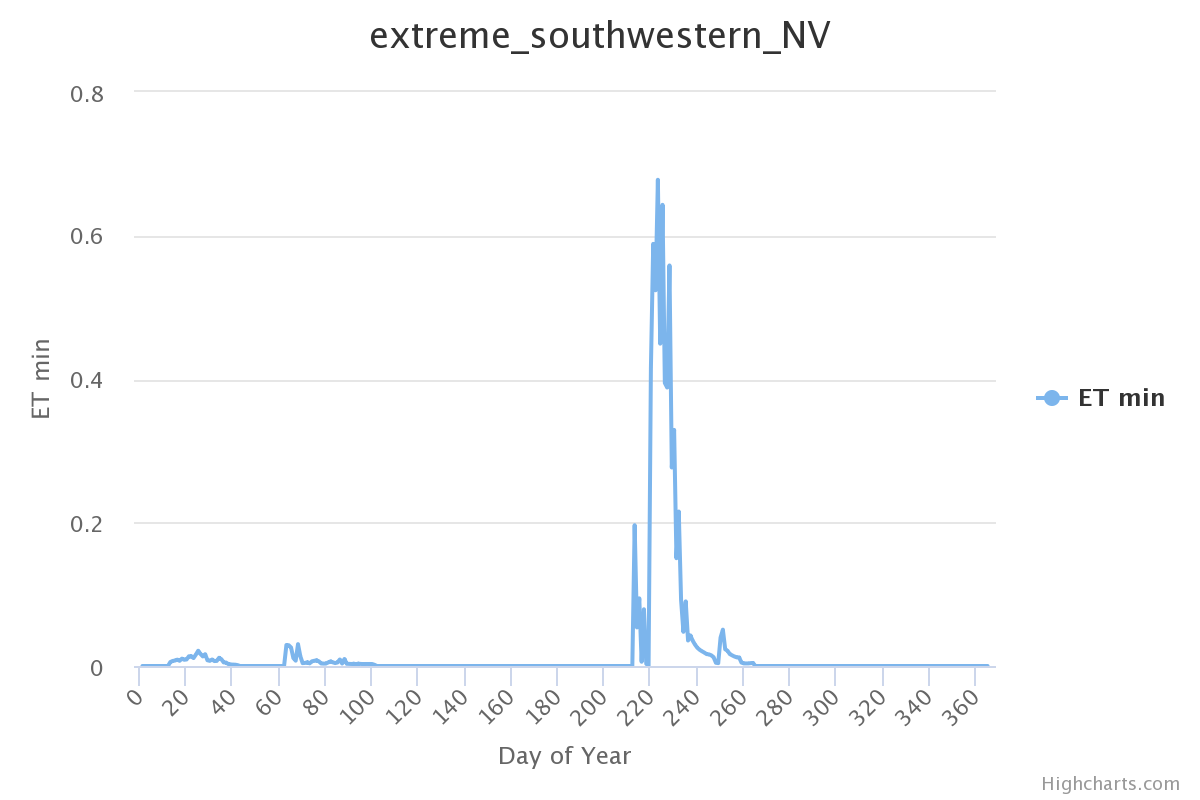 extreme_southwestern_NV
0.8
0.6
0.4
0.2
0
ET min
0 20 40 60 80 100 120 140 160 180 200 220 240 260 280 300 320 340 360
Day of Year
ET min
Highcharts.com